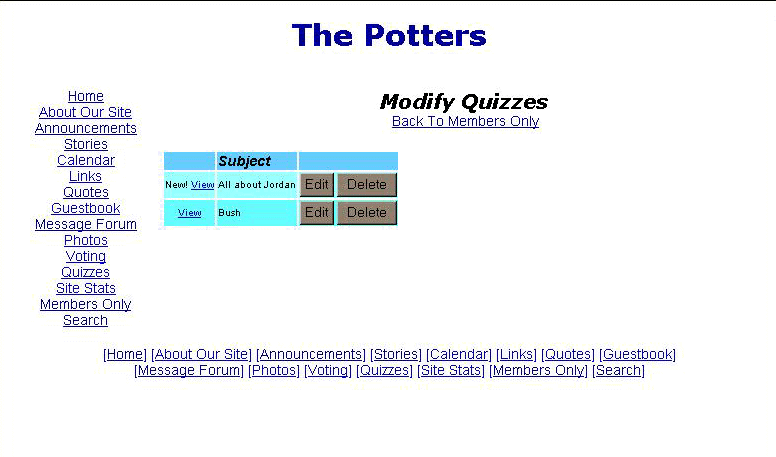 The Potters
Home
About Our Site
Announcements
Stories
Calendar
Links
Quotes
Guestbook
Message Forum
Photos
Voting
Quizzes
Site Stats
Members Only
Search
Modify Quizzes
Back To Members Only
Subject
New! View All about Jordan Edit Delete
View Bush Edit Delete
[Home] [About Our Site] [Announcements] [Stories] [Calendar] [Links] [Quotes] [Guestbook]
[Message Forum] [Photos] [Voting] [Quizzes] [Site Stats] [Members Only] [Search]